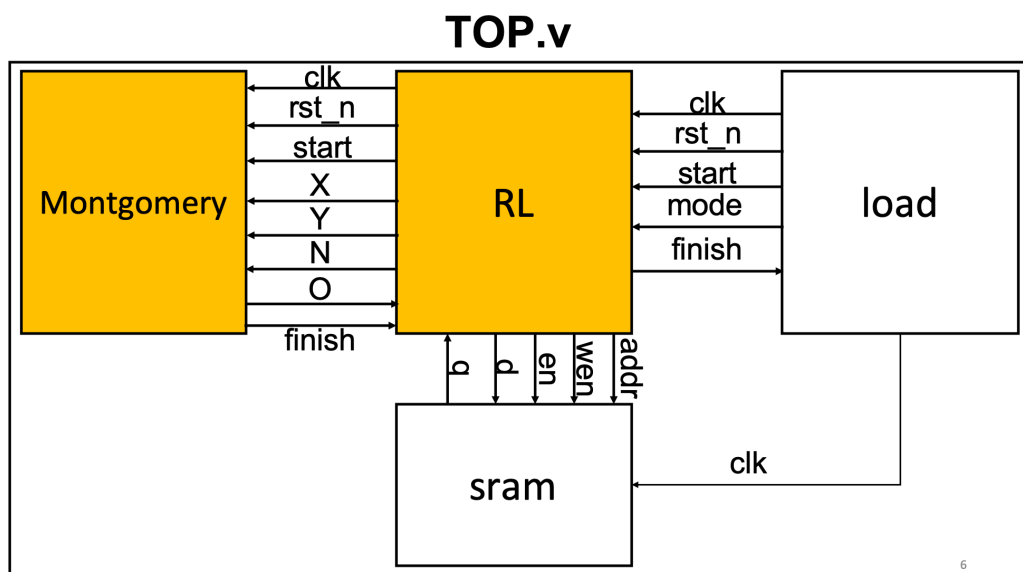 TOP.v
Montgomery
clk
rst_n
start
X
Y
N
O
finish
RL
clk
rst_n
start
mode
finish
load
q
d
en
wen
addr
sram
clk
6